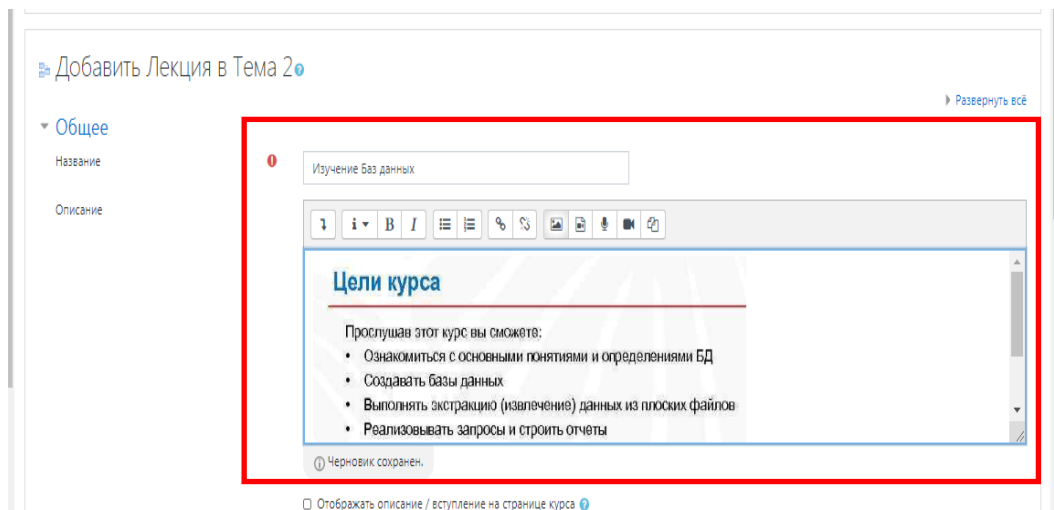 Добавить Лекция в Тема 2
Развернуть всё
Общее
Название
Изучение Баз данных
Описание
Цели курса
Прослушав этот курс вы сможете:
• Ознакомиться с основными понятиями и определениями БД
• Создавать базы данных
• Выполнять экстракцию (извлечение) данных из плоских файлов
• Реализовывать запросы и строить отчеты
Черновик сохранен.
Отображать описание / вступление на странице курса